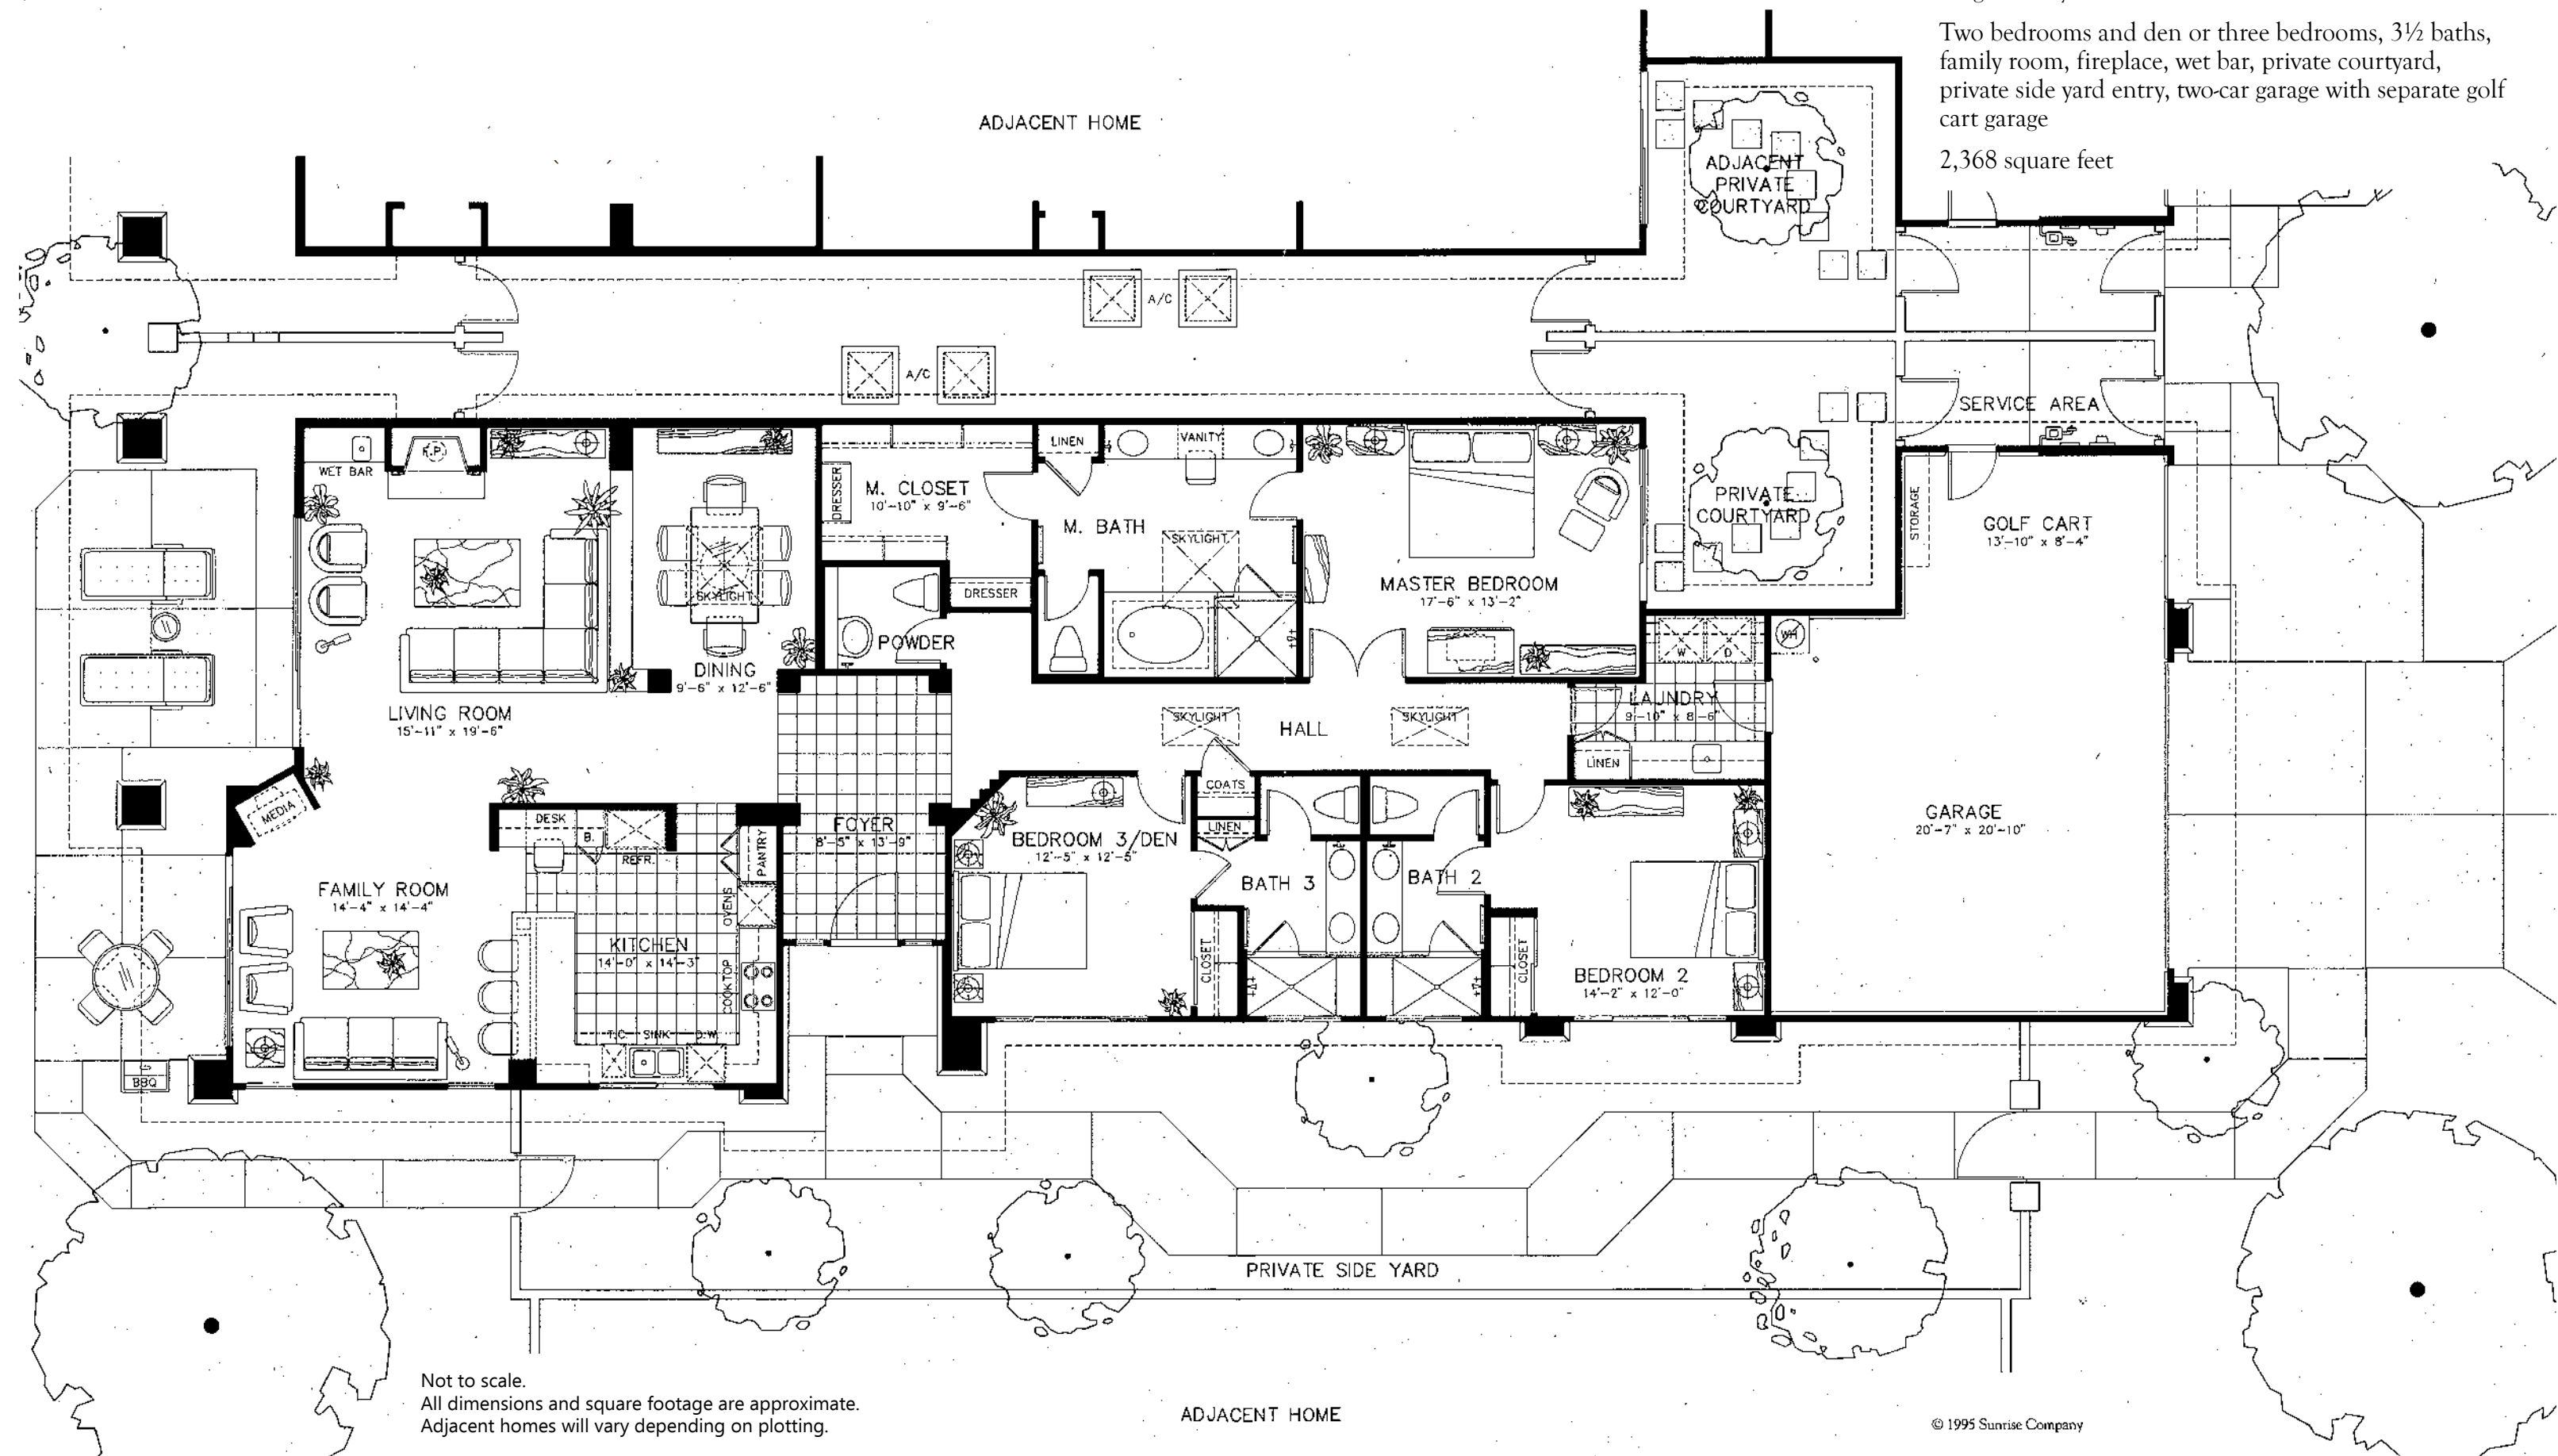 Two bedrooms and den or three bedrooms, 3½ baths,
family room, fireplace, wet bar, private courtyard,
private side yard entry, two-car garage with separate golf
cart garage
2,368 square feet
ADJACENT HOME
ADJACENT
PRIVATE
COURTYARD
A/C
A/C
SERVICE AREA
WET BAR
F.P.
LINEN
VANITY
DRESSER
M. CLOSET
10'-10" x 9'-6"
M. BATH
SKYLIGHT
PRIVATE
COURTYARD
STORAGE
GOLF CART
13'-10" x 8'-4"
SKYLIGHT
DRESSER
MASTER BEDROOM
17'-6" x 13'-2"
POWDER
DINING
9'-6" x 12'-6"
W
D
WH
LIVING ROOM
15'-11" x 19'-6"
SKYLIGHT
HALL
SKYLIGHT
LAUNDRY
9'-10" x 8'-6"
LINEN
MEDIA
COATS
DESK
B.
REFR.
PANTRY
FOYER
8'-5" x 13'-9"
LINEN
BEDROOM 3/DEN
12'-5" x 12'-5"
GARAGE
20'-7" x 20'-10"
FAMILY ROOM
14'-4" x 14'-4"
OVENS
BATH 3
BATH 2
KITCHEN
14'-0" x 14'-3"
COOKTOP
CLOSET
CLOSET
BEDROOM 2
14'-2" x 12'-0"
T.C.
SINK
D.W.
BBQ
PRIVATE SIDE YARD
Not to scale.
All dimensions and square footage are approximate.
Adjacent homes will vary depending on plotting.
ADJACENT HOME
© 1995 Sunrise Company